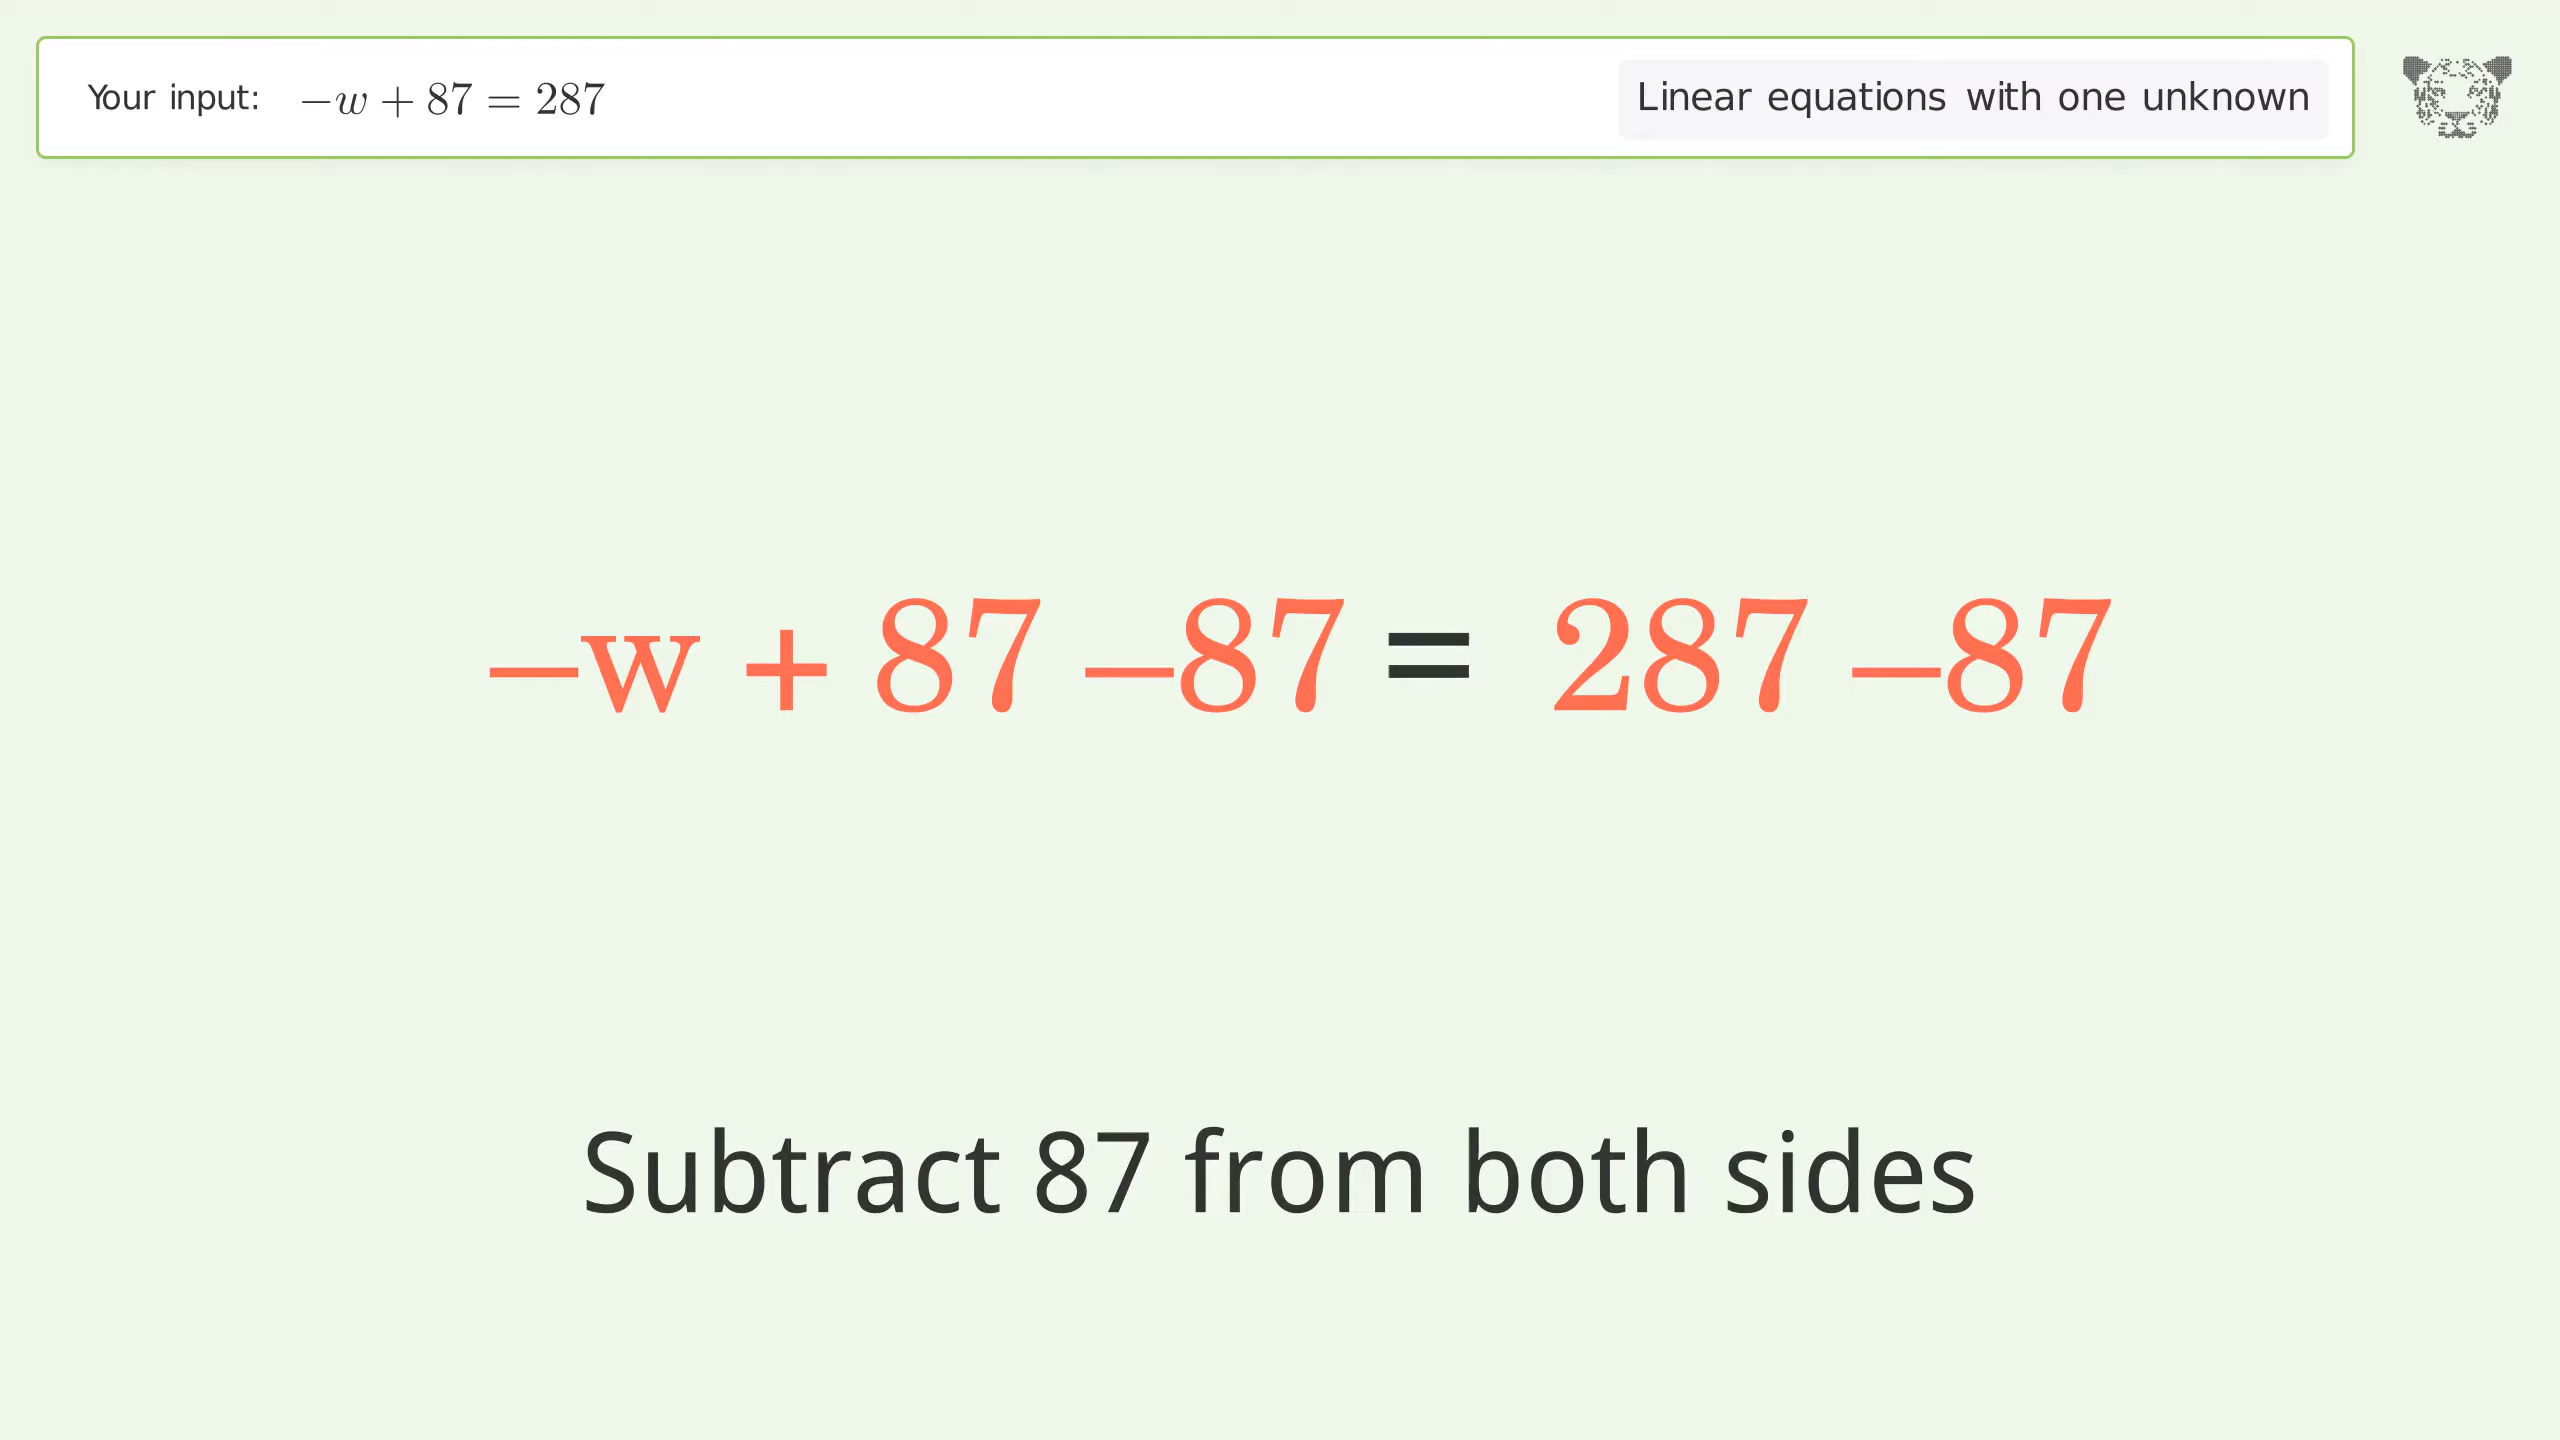 Your input: −w + 87 = 287
Linear equations with one unknown
−w + 87 −87 = 287 −87
Subtract 87 from both sides